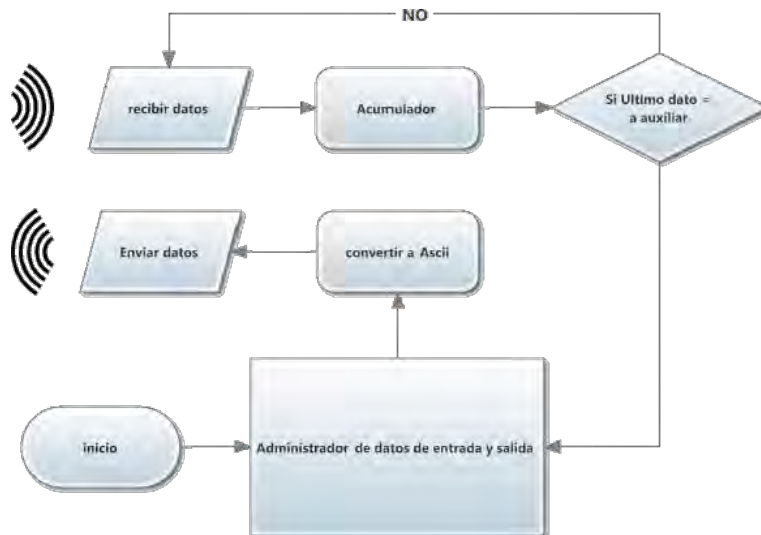 NO
recibir datos
Acumulador
Si Ultimo dato =
a auxiliar
Enviar datos
convertir a Ascii
inicio
Administrador de datos de entrada y salida